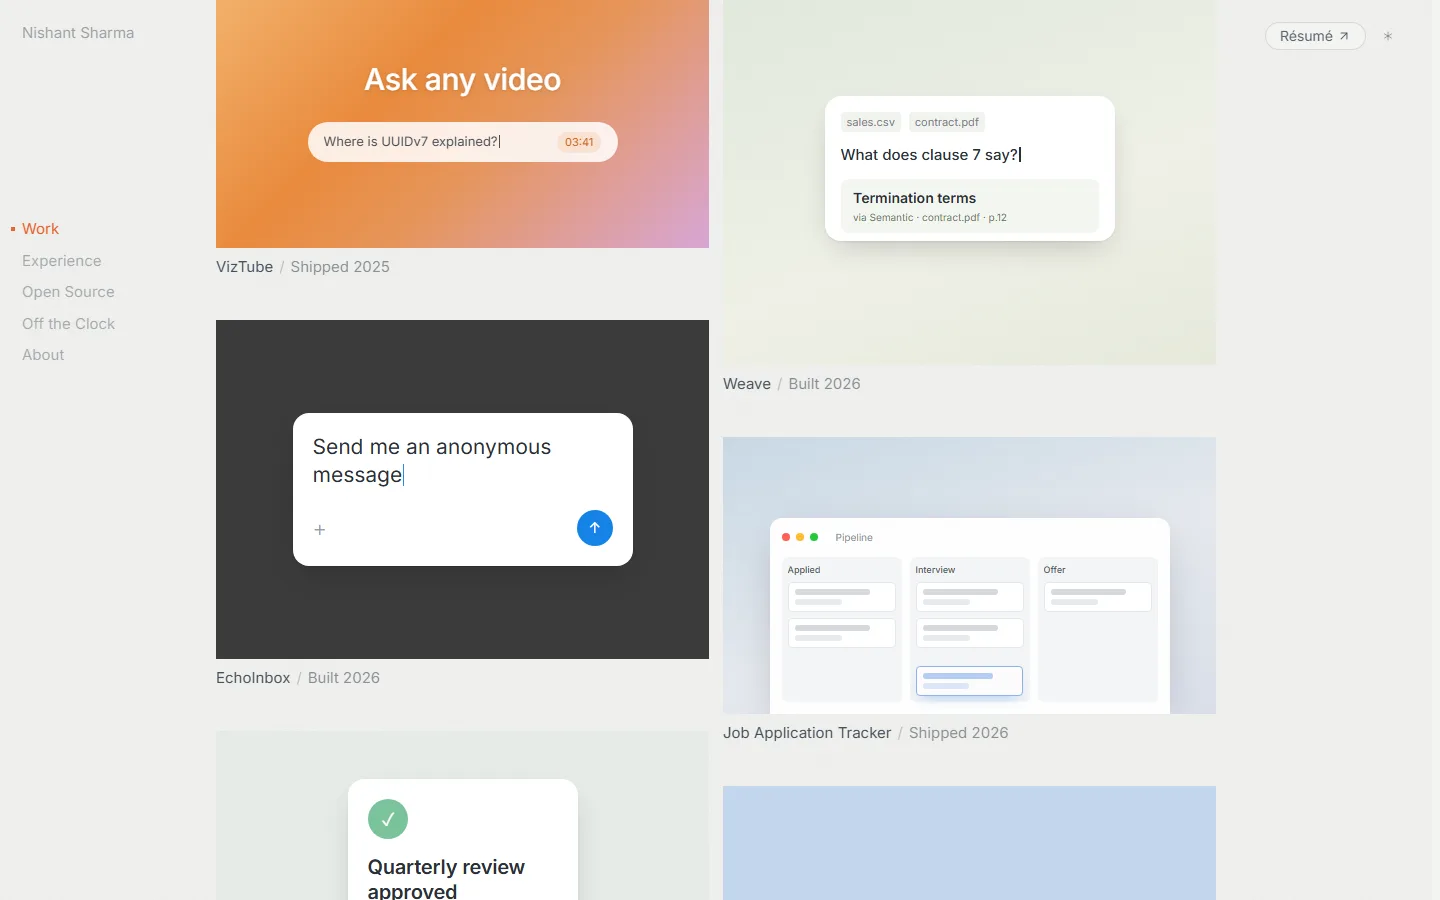 Nishant Sharma
Work
Experience
Open Source
Off the Clock
About
Ask any video
Where is UUIDv7 explained?
03:41
VizTube / Shipped 2025
Send me an anonymous
message
+
EchoInbox / Built 2026
Quarterly review
approved
sales.csv
contract.pdf
What does clause 7 say?
Termination terms
via Semantic · contract.pdf · p.12
Weave / Built 2026
Pipeline
Applied
Interview
Offer
Job Application Tracker / Shipped 2026
Résumé ↗